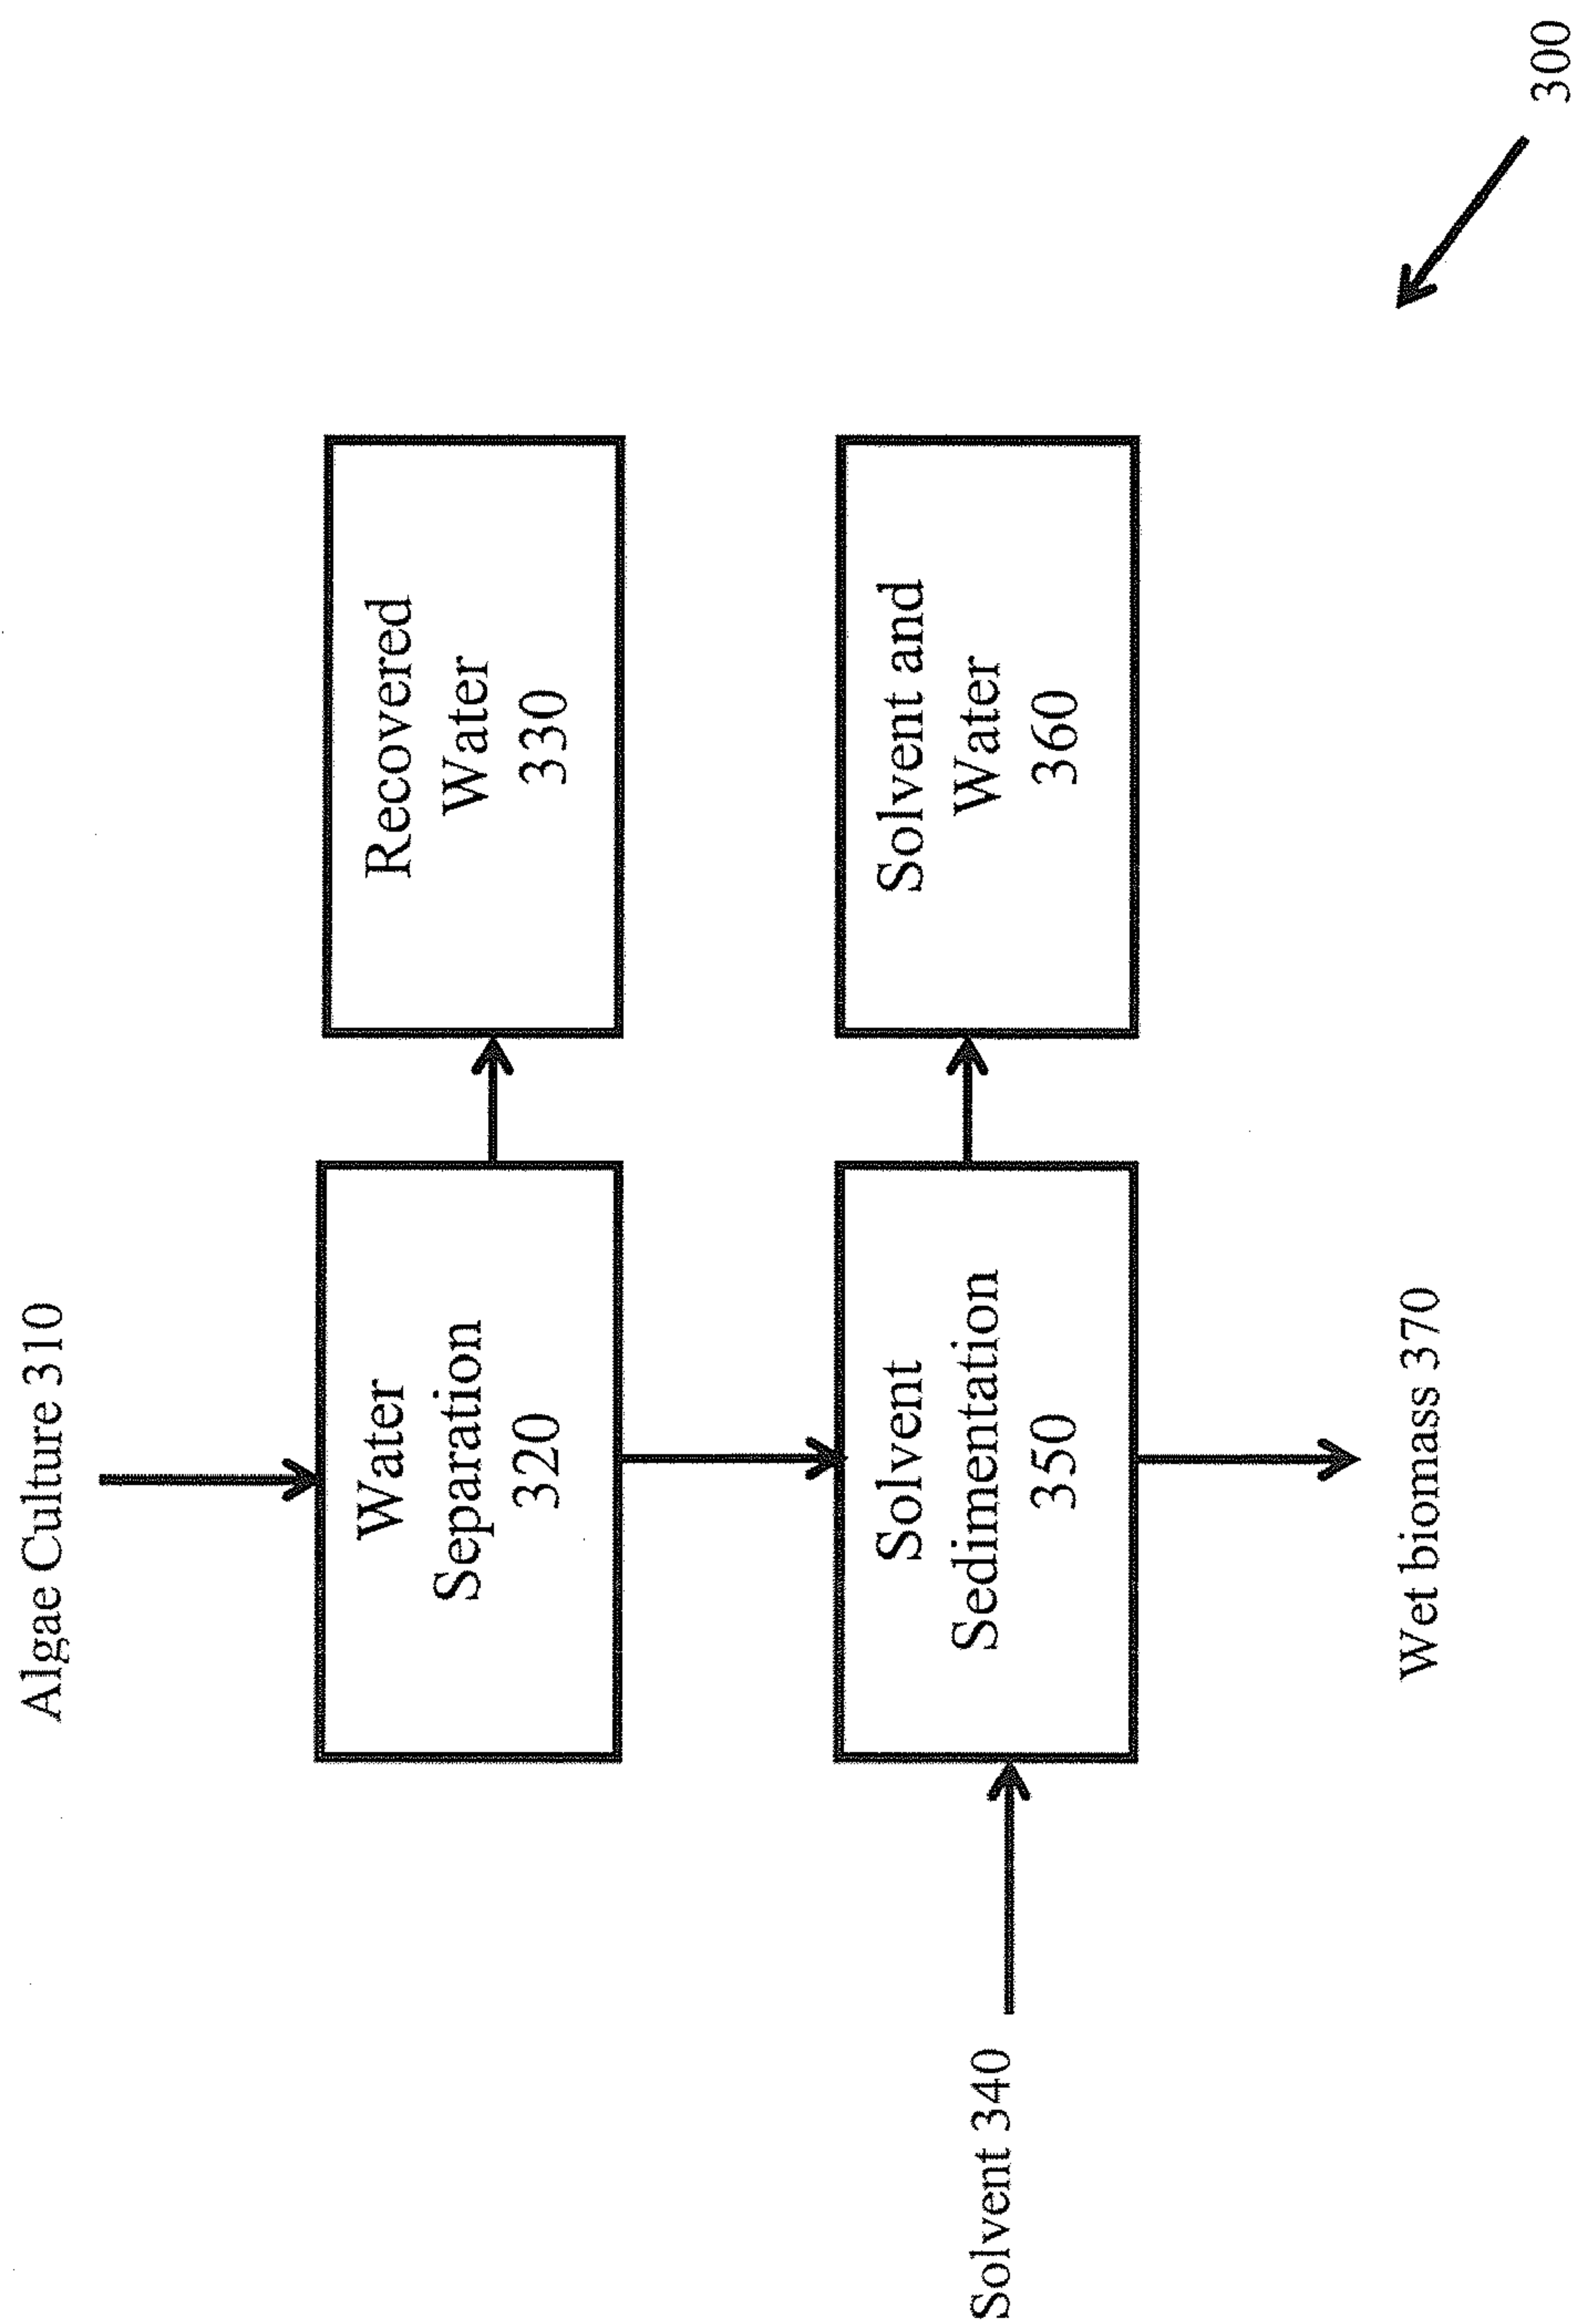 Algae Culture 310
Water
Separation
320
Recovered
Water
330
Solvent 340
Solvent
Sedimentation
350
Solvent and
Water
360
Wet biomass 370
300